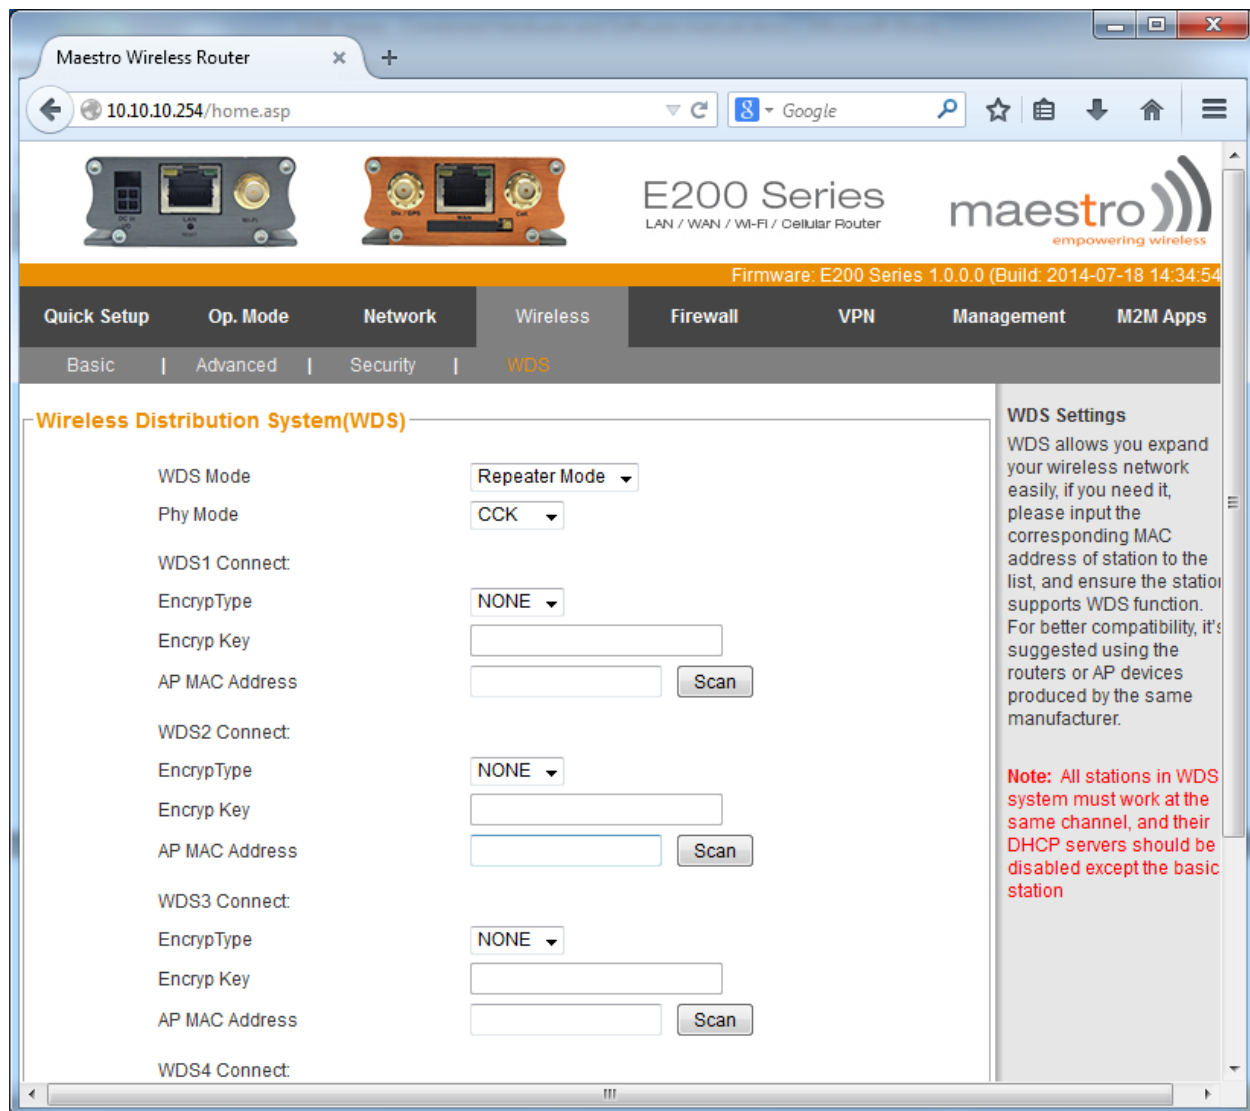 Maestro Wireless Router
10.10.10.254/home.asp
Google
E200 Series
LAN / WAN / Wi-Fi / Cellular Router
maestro
empowering wireless
Firmware: E200 Series 1.0.0.0 (Build: 2014-07-18 14:34:54
Quick Setup Op. Mode Network Wireless Firewall VPN Management M2M Apps
Basic | Advanced | Security | WDS
Wireless Distribution System(WDS)
WDS Mode Repeater Mode
Phy Mode CCK
WDS1 Connect:
EncrypType NONE
Encryp Key
AP MAC Address Scan
WDS2 Connect:
EncrypType NONE
Encryp Key
AP MAC Address Scan
WDS3 Connect:
EncrypType NONE
Encryp Key
AP MAC Address Scan
WDS4 Connect:
WDS Settings
WDS allows you expand
your wireless network
easily, if you need it,
please input the
corresponding MAC
address of station to the
list, and ensure the station
supports WDS function.
For better compatibility, it's
suggested using the
routers or AP devices
produced by the same
manufacturer.
Note: All stations in WDS
system must work at the
same channel, and their
DHCP servers should be
disabled except the basic
station